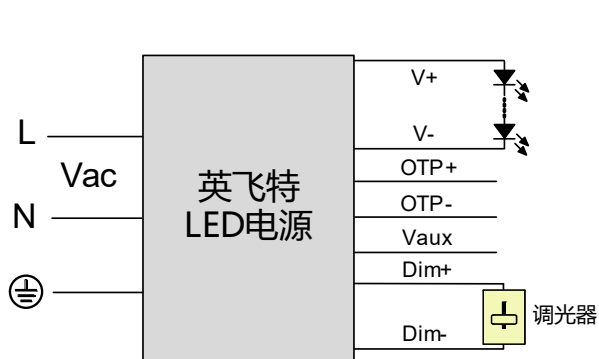 L
Vac
N
英飞特
LED电源
V+
V-
OTP+
OTP-
Vaux
Dim+
Dim-
调光器